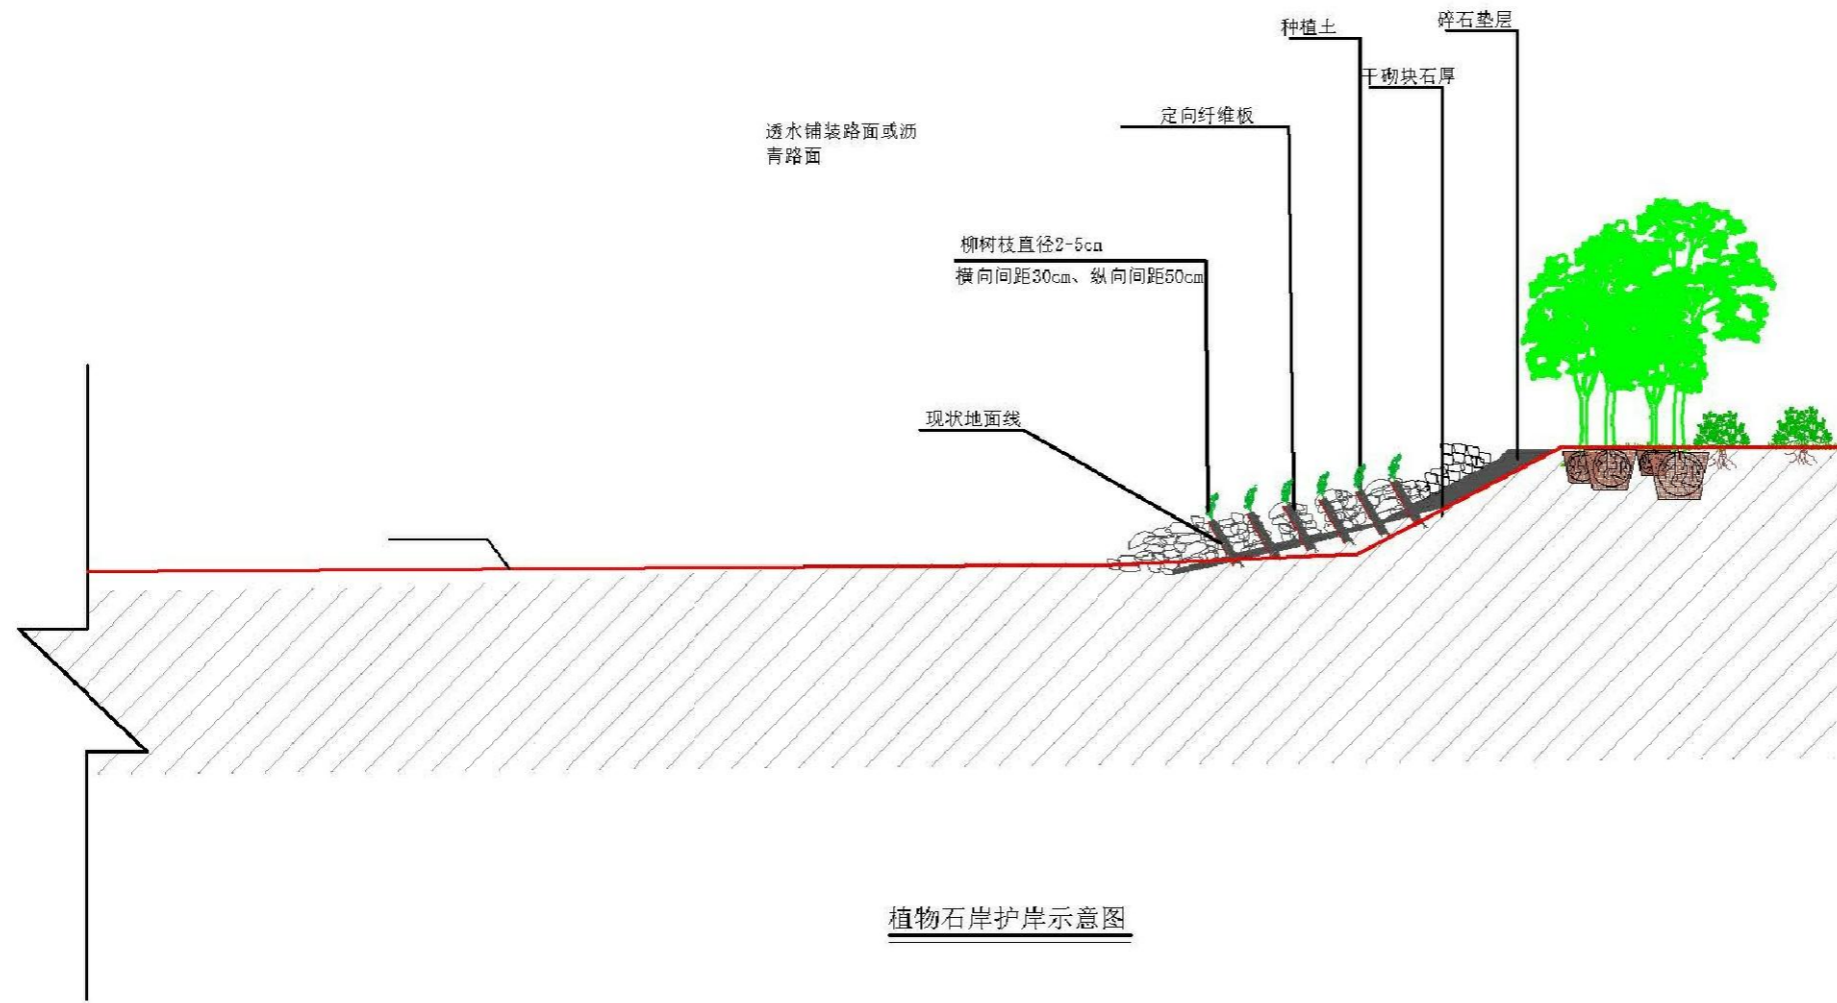 种植土
碎石垫层
干砌块石厚
定向纤维板
透水铺装路面或沥
青路面
柳树枝直径2-5cm
横向间距30cm、纵向间距50cm
现状地面线
植物石岸护岸示意图